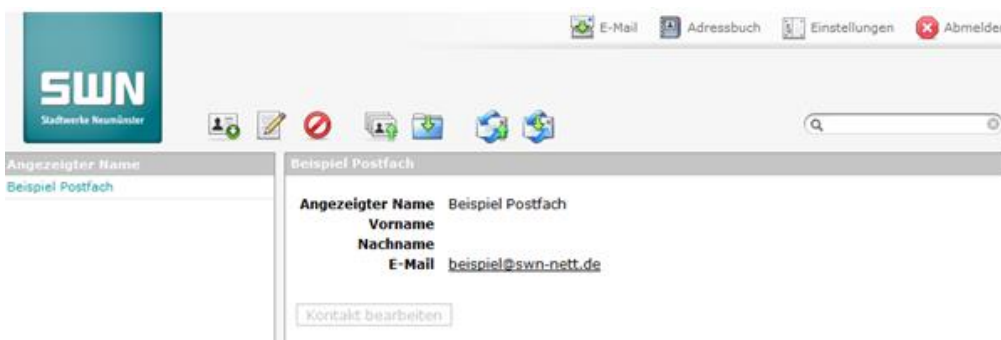 E-Mail Adressbuch Einstellungen Abmelden
SWN
Stadtwerke Neumünster
Angezeigter Name
Beispiel Postfach
Beispiel Postfach
Angezeigter Name Beispiel Postfach
Vorname
Nachname
E-Mail beispiel@swn-nett.de
Kontakt bearbeiten